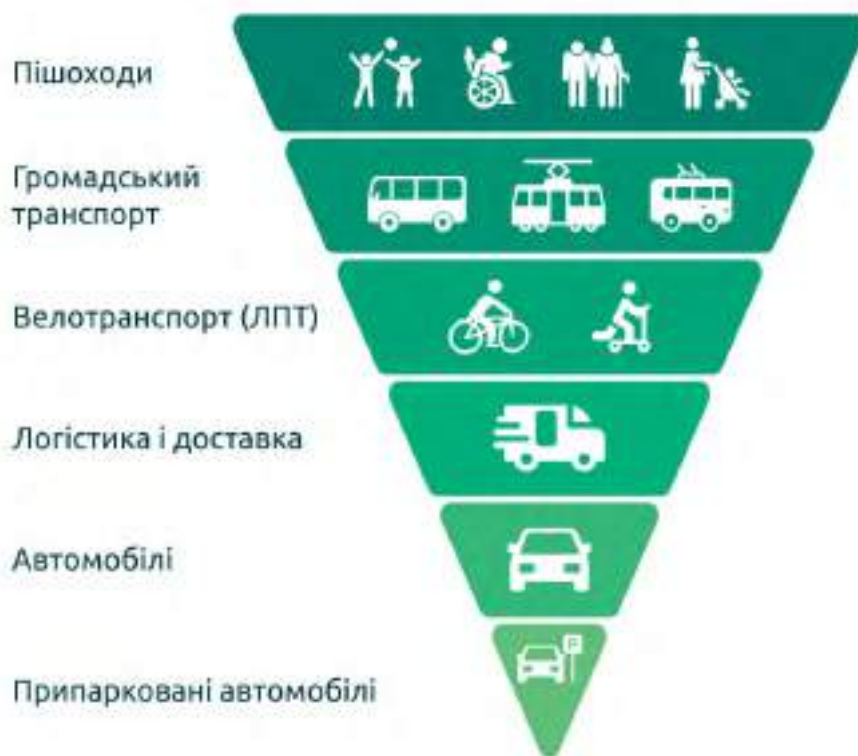 Пішоходи
Громадський
транспорт
Велотранспорт (ЛПТ)
Логістика і доставка
Автомобілі
P
Припарковані автомобілі